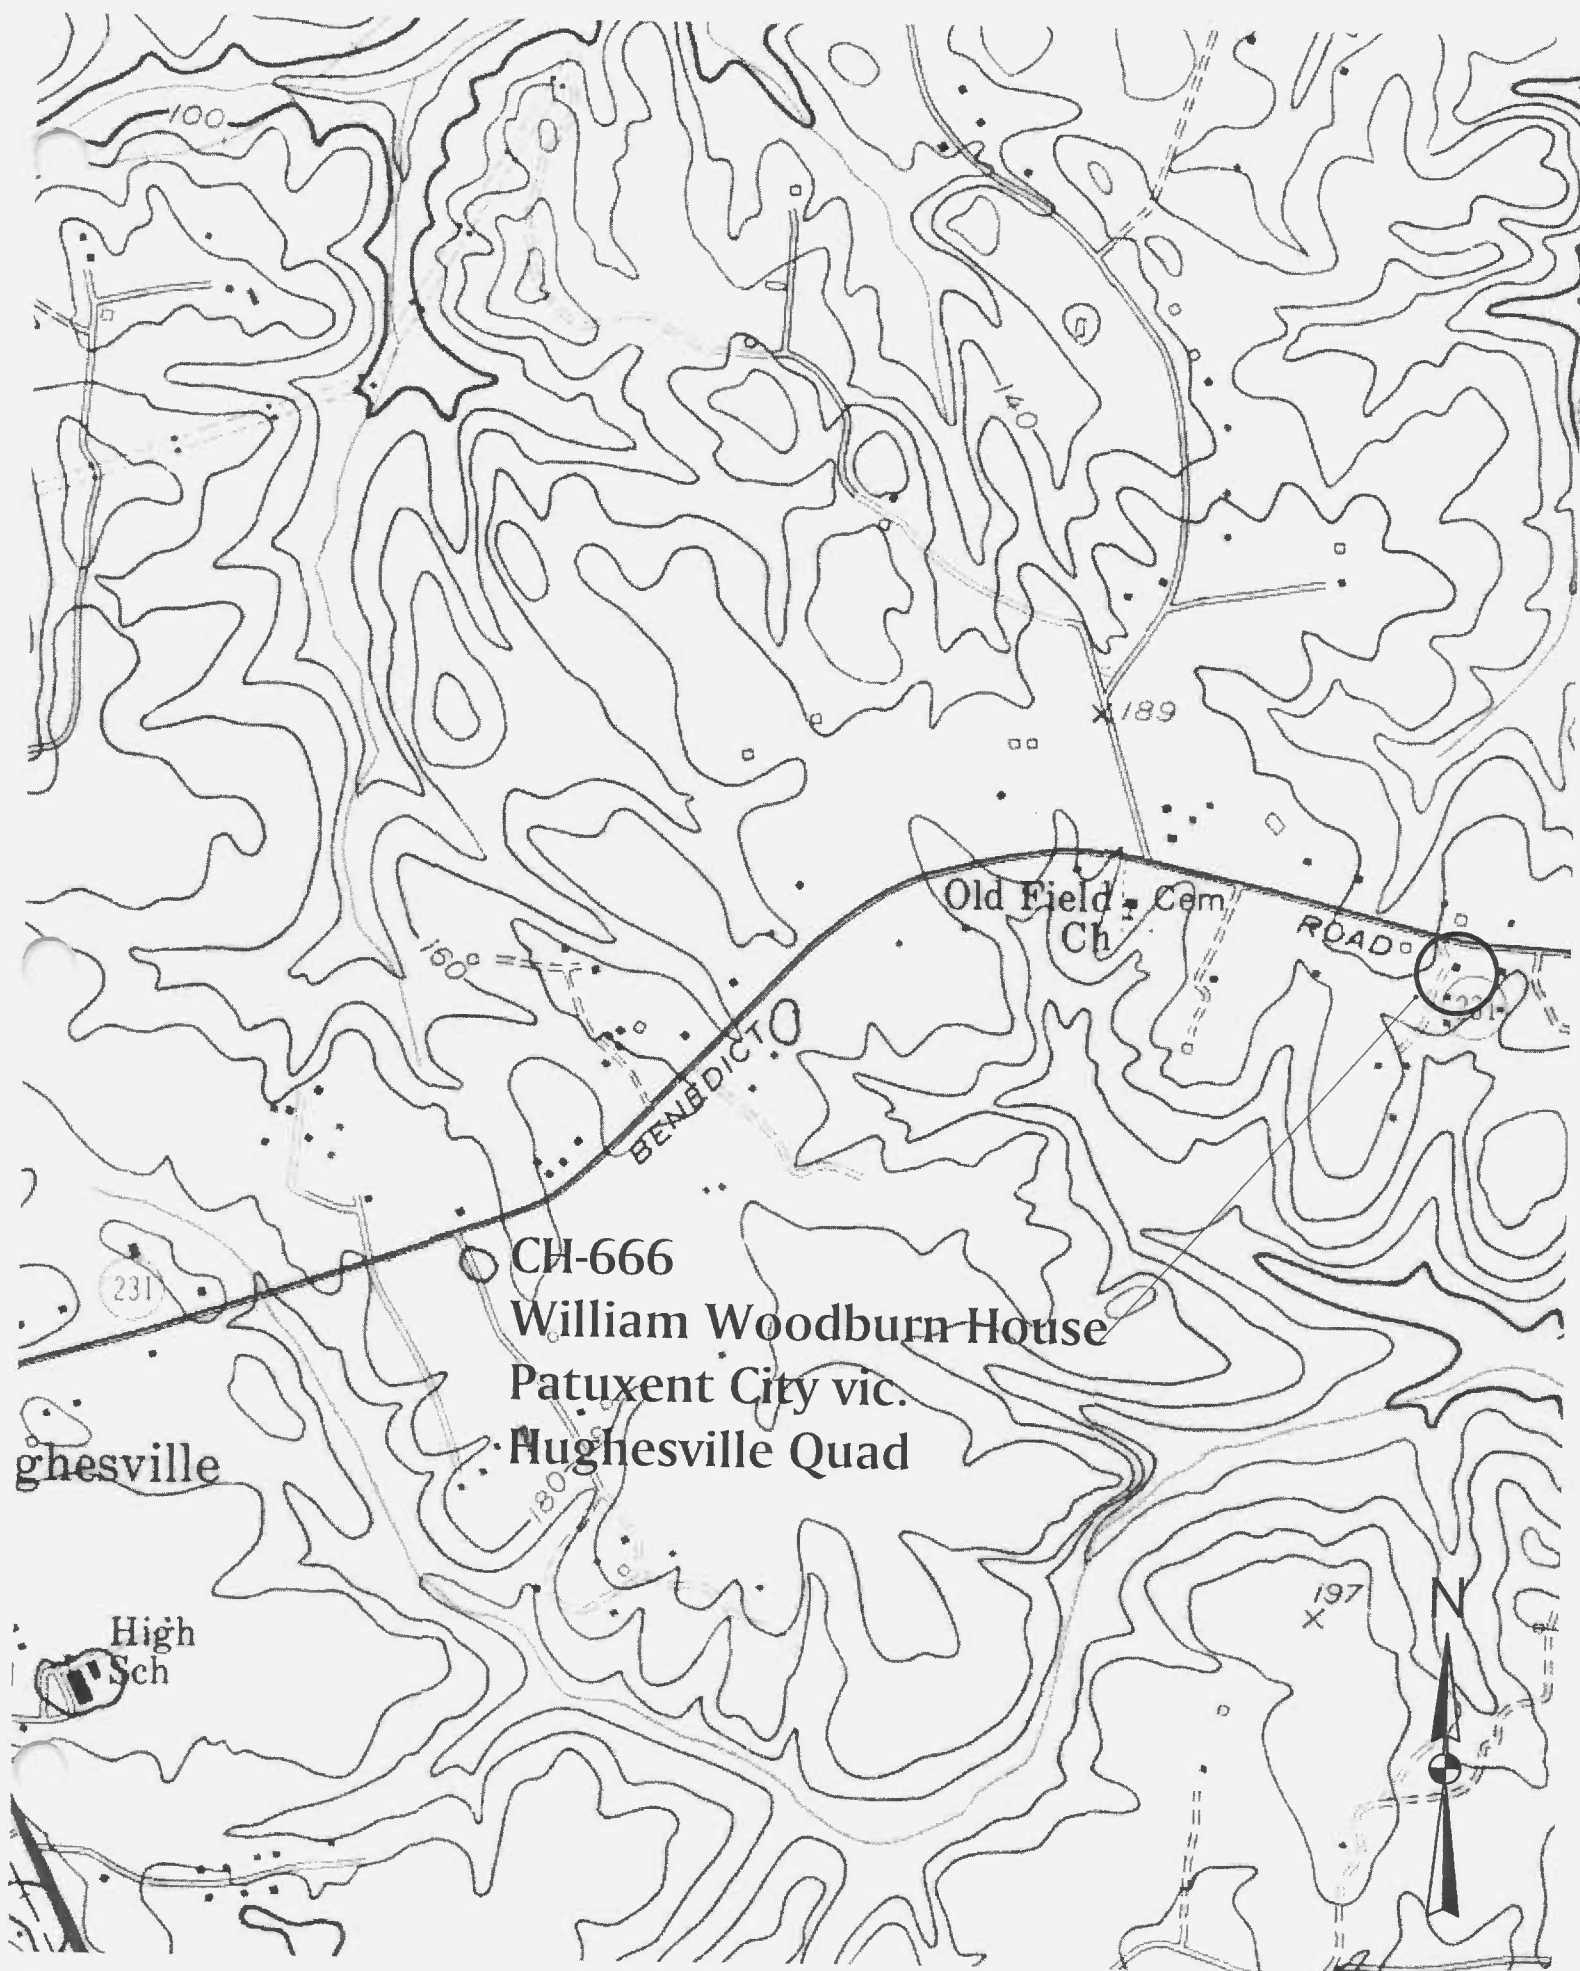 100
140
189
Old Field
Ch
Cem
ROAD
231
160
BENEDICT
231
CH-666
William Woodburn House
Patuxent City vic.
Hughesville Quad
ghesville
180
High
Sch
197
N